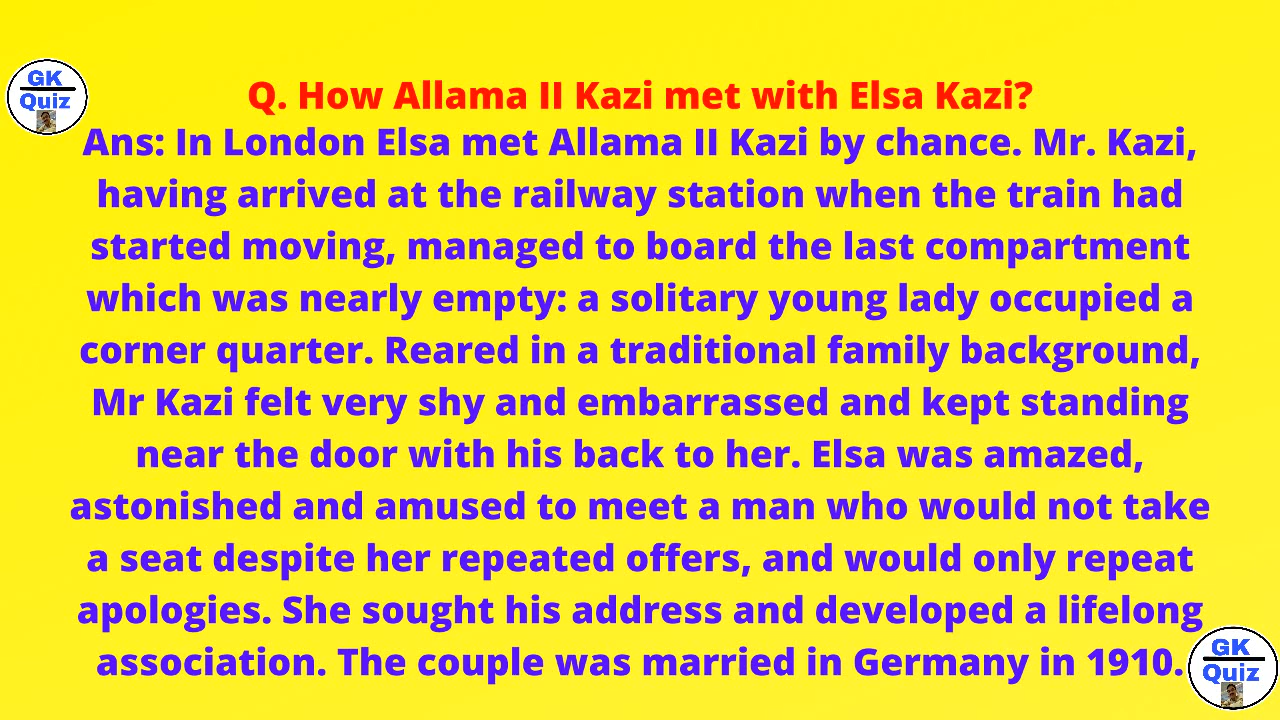 GK
Quiz
Q. How Allama II Kazi met with Elsa Kazi?
Ans: In London Elsa met Allama II Kazi by chance. Mr. Kazi,
having arrived at the railway station when the train had
started moving, managed to board the last compartment
which was nearly empty: a solitary young lady occupied a
corner quarter. Reared in a traditional family background,
Mr Kazi felt very shy and embarrassed and kept standing
near the door with his back to her. Elsa was amazed,
astonished and amused to meet a man who would not take
a seat despite her repeated offers, and would only repeat
apologies. She sought his address and developed a lifelong
association. The couple was married in Germany in 1910.
GK
Quiz